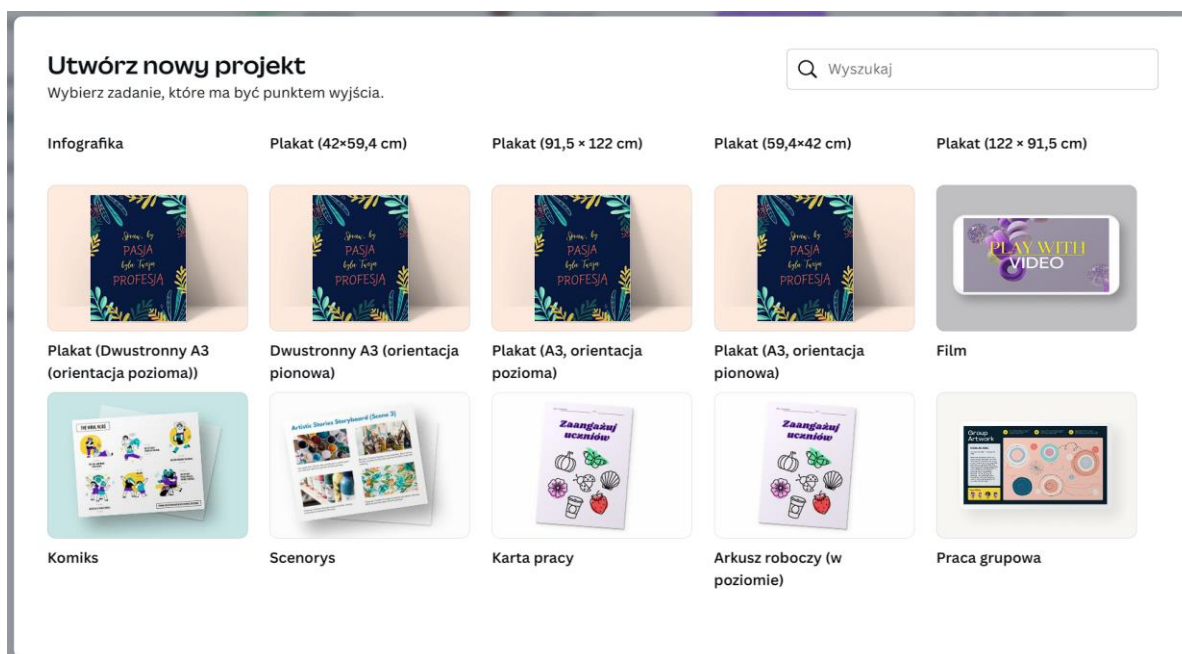 Utwórz nowy projekt
Wybierz zadanie, które ma być punktem wyjścia.
Wyszukaj
Infografika
Plakat (42×59,4 cm)
Plakat (91,5 × 122 cm)
Plakat (59,4×42 cm)
Plakat (122 × 91,5 cm)
Spraw, by
PASJA
była Twoją
PROFESJĄ
Spraw, by
PASJA
była Twoją
PROFESJĄ
Spraw, by
PASJA
była Twoją
PROFESJĄ
Spraw, by
PASJA
była Twoją
PROFESJĄ
PLAY WITH
VIDEO
Plakat (Dwustronny A3
(orientacja pozioma))
Dwustronny A3 (orientacja
pionowa)
Plakat (A3, orientacja
pozioma)
Plakat (A3, orientacja
pionowa)
Film
THE VIRAL VLOG
Artistic Stories Storyboard (Scene 3)
Zaangażuj
uczniów
Zaangażuj
uczniów
Group
Artwork
Komiks
Scenorys
Karta pracy
Arkusz roboczy (w
poziomie)
Praca grupowa